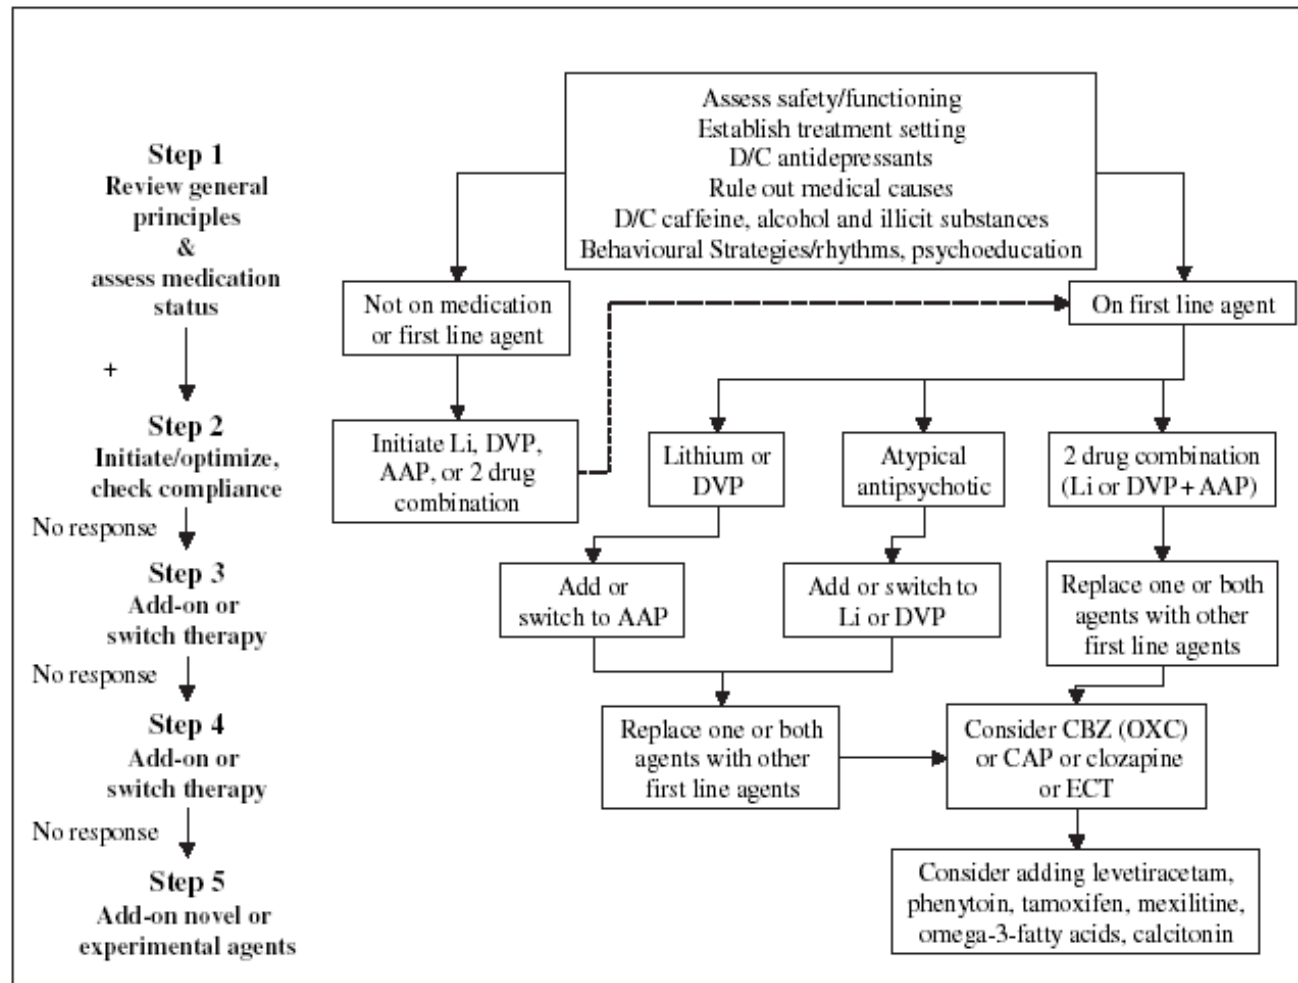 Step 1
Review general
principles
&
assessment medication
status
+
Step 2
Initiate/optimize,
check compliance
No response
Step 3
Add-on or
switch therapy
No response
Step 4
Add-on or
switch therapy
No response
Step 5
Add-on novel or
experimental agents
Assess safety/functioning
Establish treatment setting
D/C antidepressants
Rule out medical causes
D/C caffeine, alcohol and illicit substances
Behavioural Strategies/rhythms, psychoeducation
Not on medication
or first line agent
On first line agent
Initiate Li, DVP,
AAP, or 2 drug
combination
Lithium or
DVP
Atypical
antipsychotic
2 drug combination
(Li or DVP + AAP)
Add or
switch to AAP
Add or switch to
Li or DVP
Replace one or both
agents with other
first line agents
Replace one or both
agents with other
first line agents
Consider CBZ (OXC)
or CAP or clozapine
or ECT
Consider adding levetiracetam,
phenytoin, tamoxifen, mexilitine,
omega-3-fatty acids, calcitonin